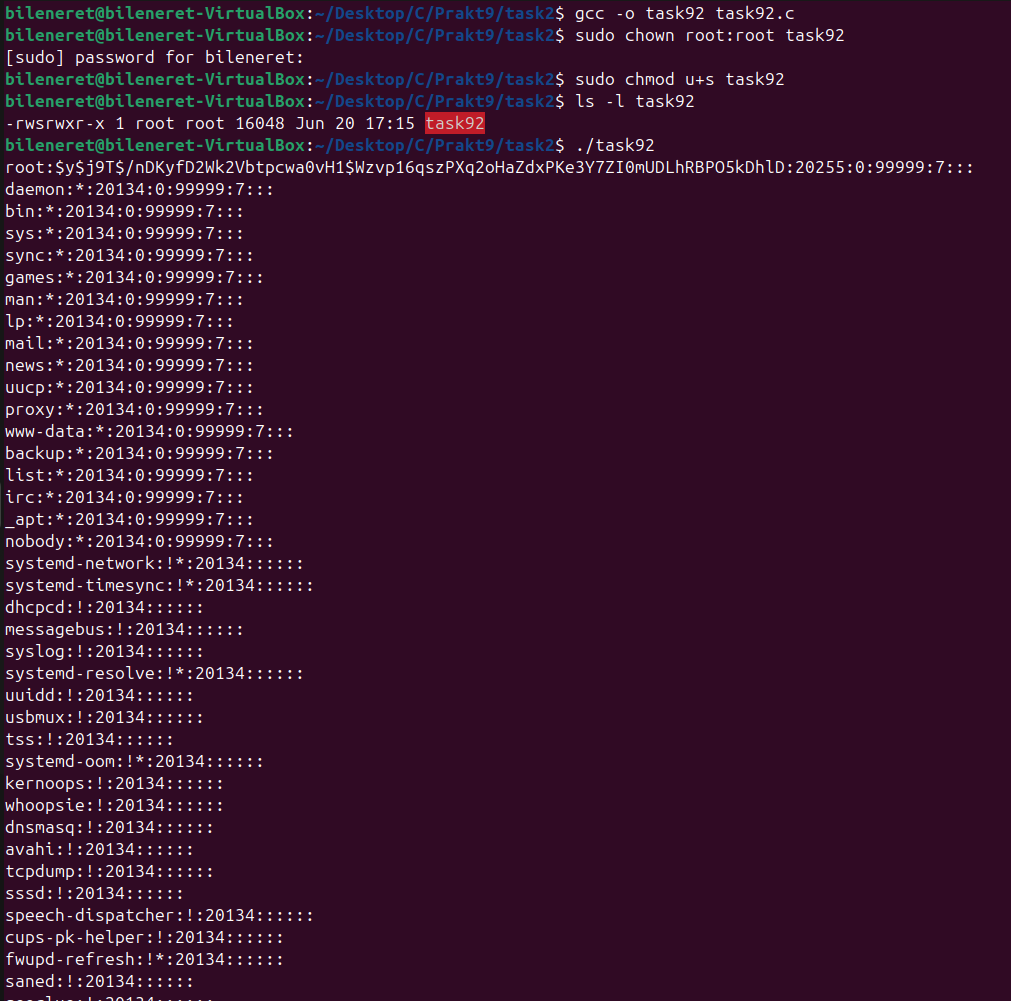 bileneret@bileneret-VirtualBox:~/Desktop/C/Prakt9/task2$ gcc -o task92 task92.c
bileneret@bileneret-VirtualBox:~/Desktop/C/Prakt9/task2$ sudo chown root:root task92
[sudo] password for bileneret:
bileneret@bileneret-VirtualBox:~/Desktop/C/Prakt9/task2$ sudo chmod u+s task92
bileneret@bileneret-VirtualBox:~/Desktop/C/Prakt9/task2$ ls -l task92
-rwsrwxr-x 1 root root 16048 Jun 20 17:15 task92
bileneret@bileneret-VirtualBox:~/Desktop/C/Prakt9/task2$ ./task92
root:$y$j9T$/nDKyfD2Wk2Vbtpcwa0vH1$Wzvp16qszPXq2oHaZdxPKe3Y7ZI0mUDLhRBPO5kDhlD:20255:0:99999:7:::
daemon:*:20134:0:99999:7:::
bin:*:20134:0:99999:7:::
sys:*:20134:0:99999:7:::
sync:*:20134:0:99999:7:::
games:*:20134:0:99999:7:::
man:*:20134:0:99999:7:::
lp:*:20134:0:99999:7:::
mail:*:20134:0:99999:7:::
news:*:20134:0:99999:7:::
uucp:*:20134:0:99999:7:::
proxy:*:20134:0:99999:7:::
www-data:*:20134:0:99999:7:::
backup:*:20134:0:99999:7:::
list:*:20134:0:99999:7:::
irc:*:20134:0:99999:7:::
_apt:*:20134:0:99999:7:::
nobody:*:20134:0:99999:7:::
systemd-network:!*:20134::::::
systemd-timesync:!*:20134::::::
dhcpcd:!:20134::::::
messagebus:!:20134::::::
syslog:!:20134::::::
systemd-resolve:!*:20134::::::
uuidd:!:20134::::::
usbmux:!:20134::::::
tss:!:20134::::::
systemd-oom:!*:20134::::::
kernoops:!:20134::::::
whoopsie:!:20134::::::
dnsmasq:!:20134::::::
avahi:!:20134::::::
tcpdump:!:20134::::::
sssd:!:20134::::::
speech-dispatcher:!:20134::::::
cups-pk-helper:!:20134::::::
fwupd-refresh:!*:20134::::::
saned:!:20134::::::